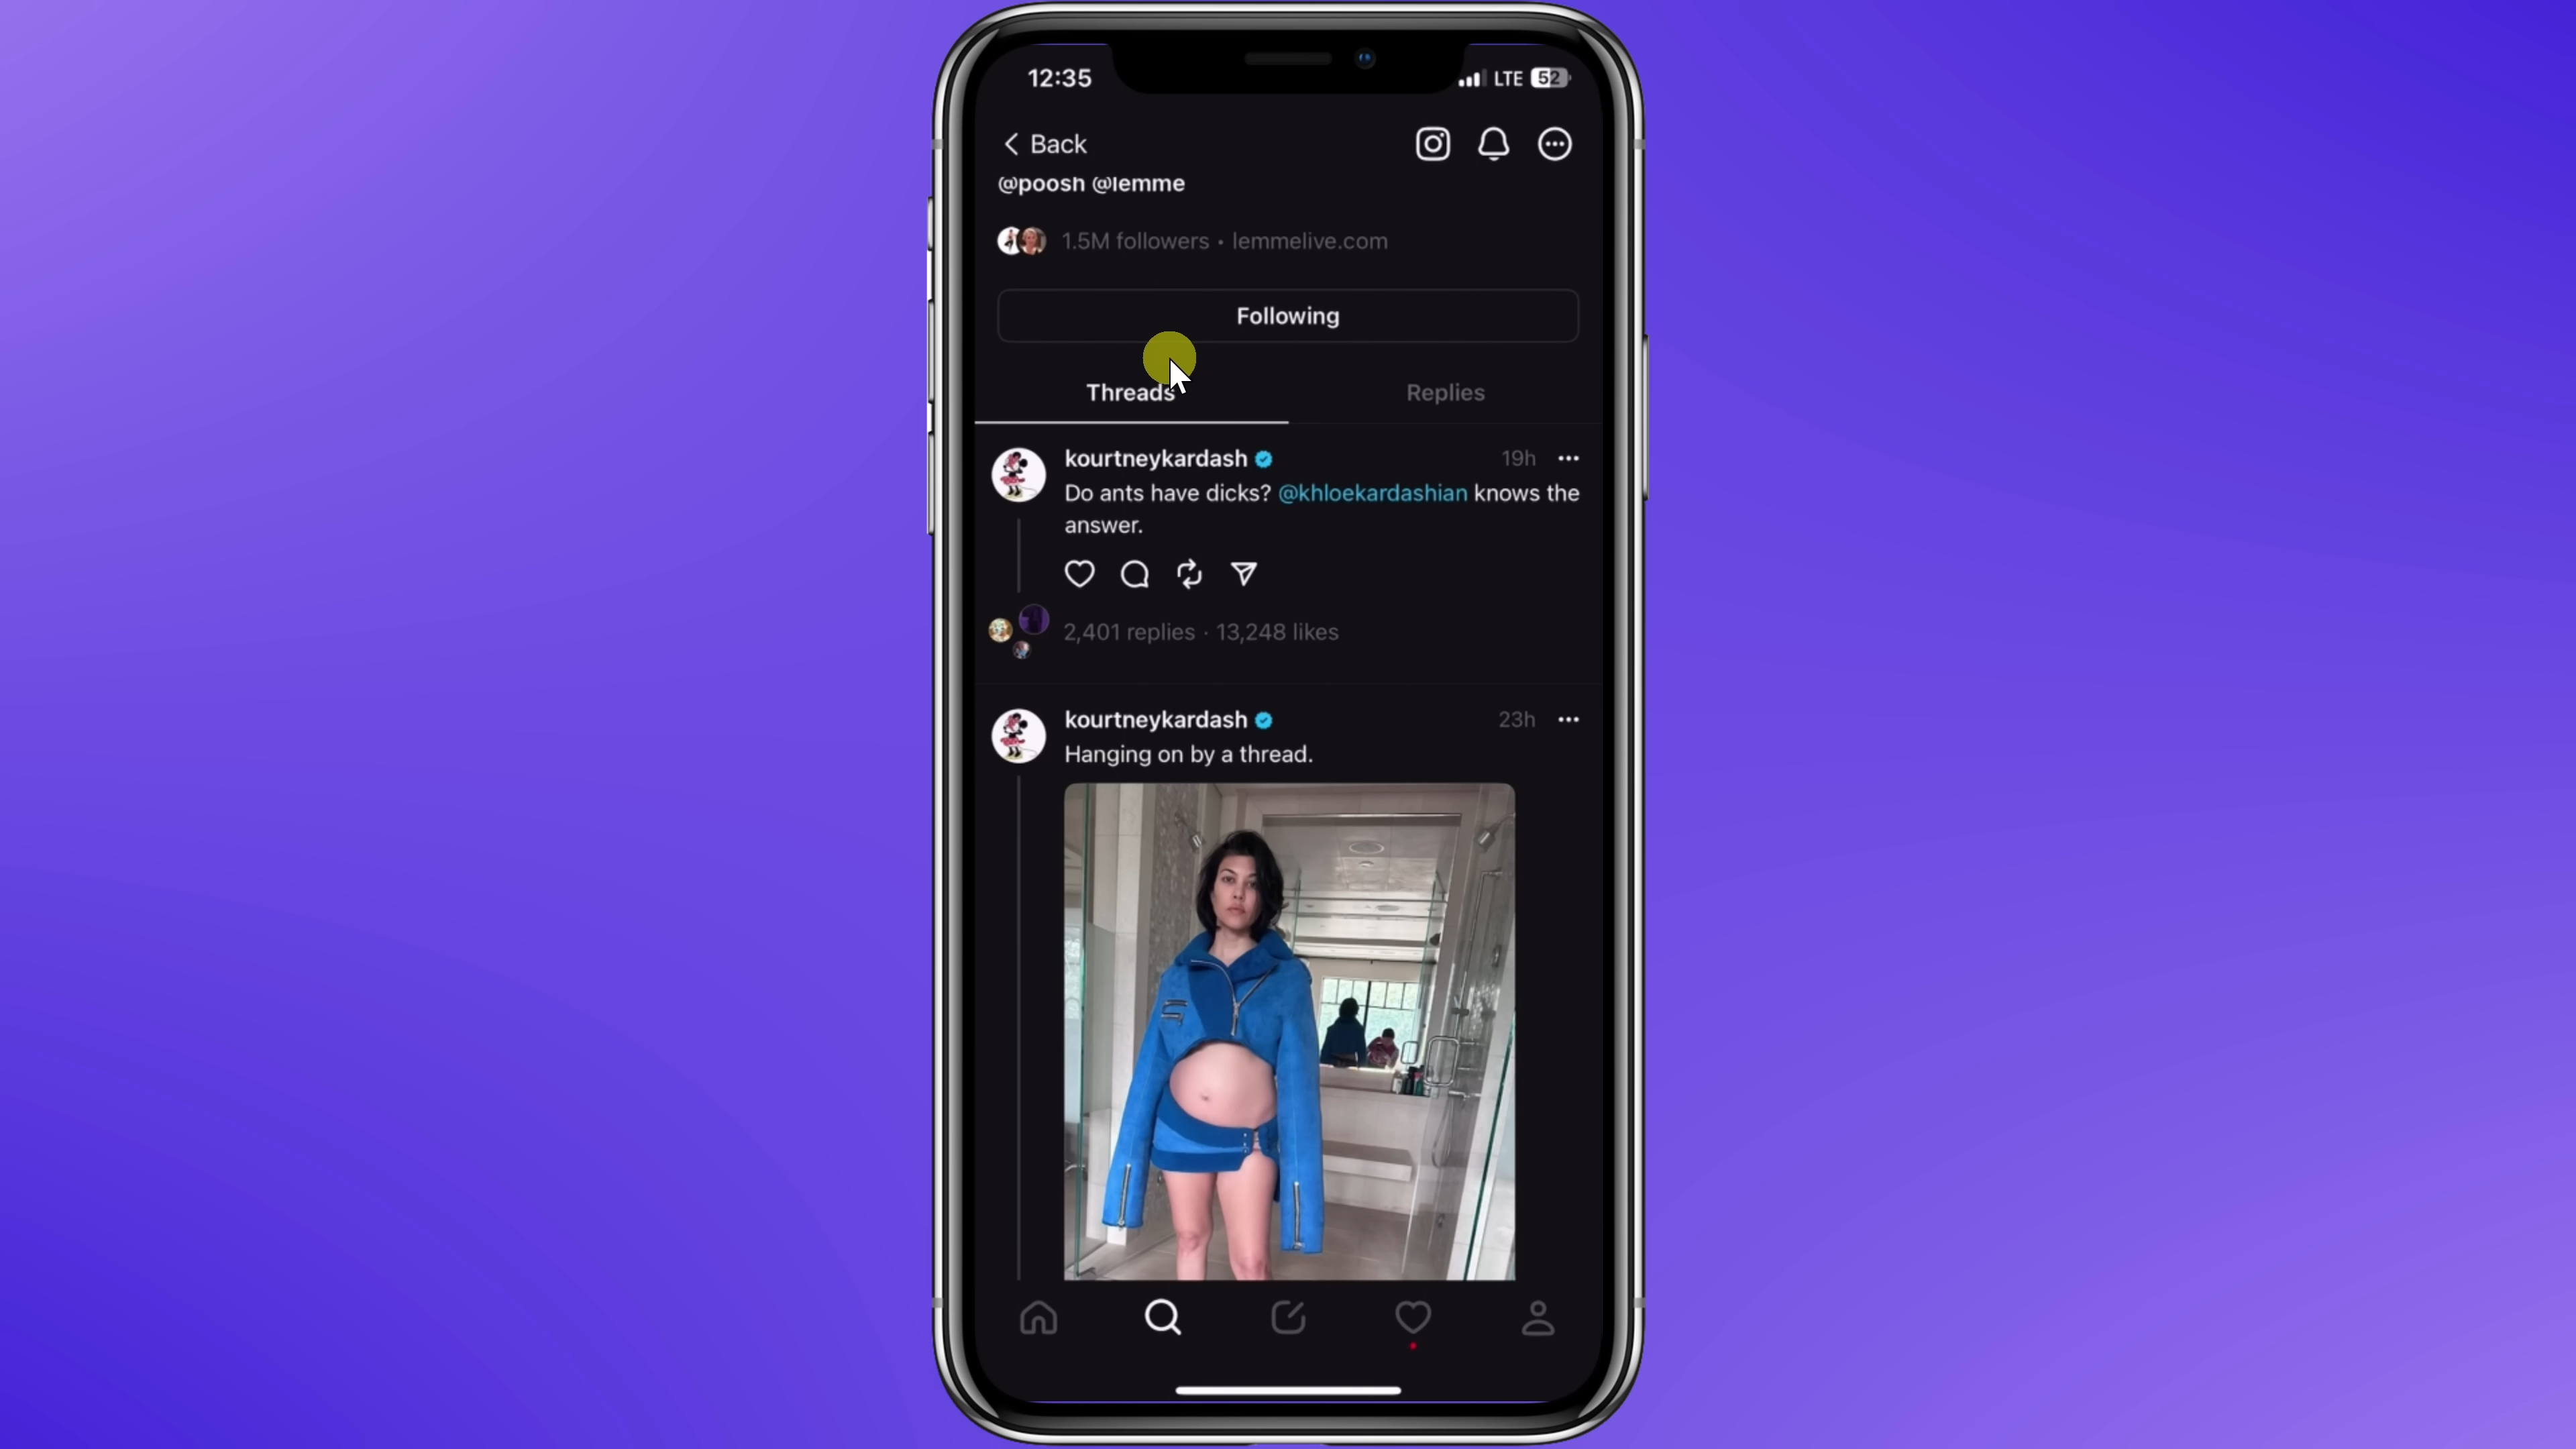 12:35
LTE 52
Back
@poosh @lemme
1.5M followers • lemmelive.com
Following
Threads
Replies
kourtneykardash
19h
Do ants have dicks? @khloekardashian knows the
answer.
2,401 replies · 13,248 likes
kourtneykardash
23h
Hanging on by a thread.